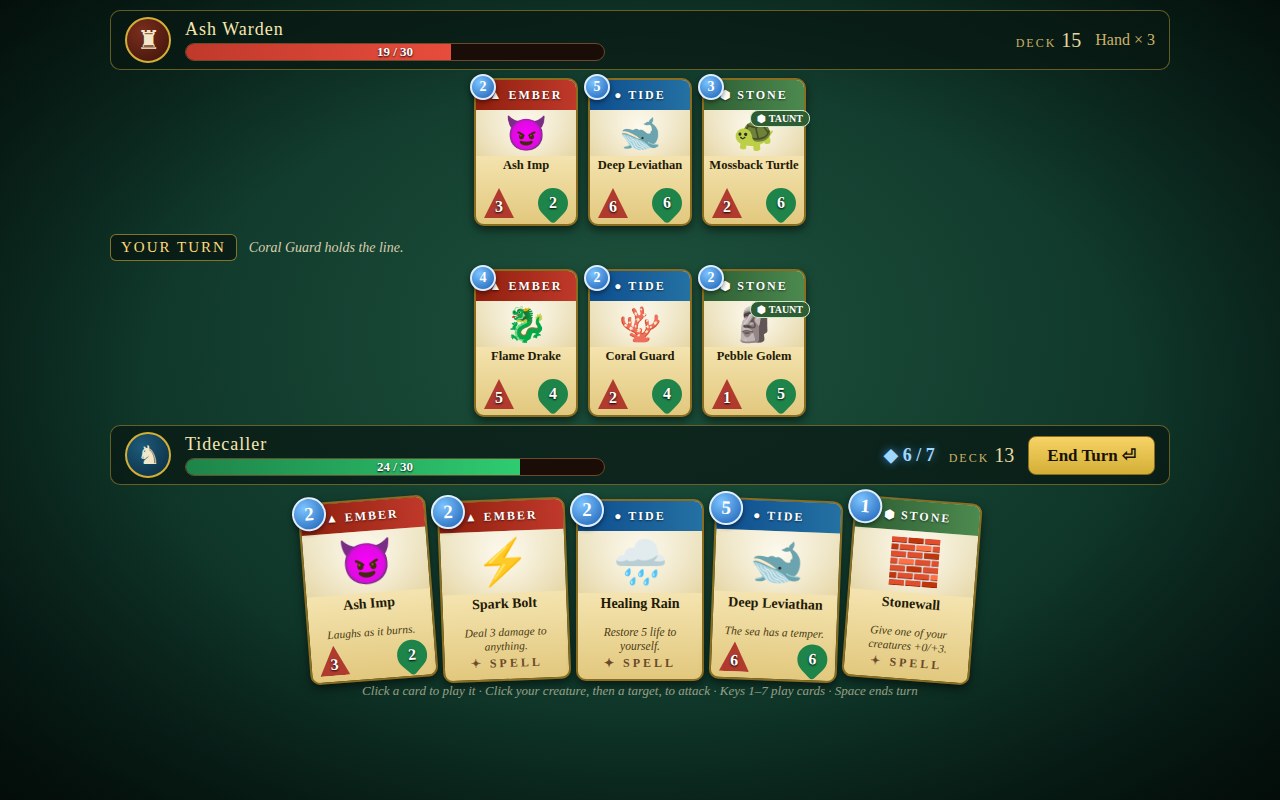 Ash Warden
19 / 30
DECK 15 Hand × 3
2 ▲ EMBER
Ash Imp
3 2
5 ● TIDE
Deep Leviathan
6 6
3 ⬢ STONE
⬢ TAUNT
Mossback Turtle
2 6
YOUR TURN Coral Guard holds the line.
4 ▲ EMBER
Flame Drake
5 4
2 ● TIDE
Coral Guard
2 4
2 ⬢ STONE
⬢ TAUNT
Pebble Golem
1 5
Tidecaller
24 / 30
◆ 6 / 7 DECK 13 End Turn ⏎
2 ▲ EMBER
Ash Imp
Laughs as it burns.
3 2
2 ▲ EMBER
Spark Bolt
Deal 3 damage to
anything.
✦ SPELL
2 ● TIDE
Healing Rain
Restore 5 life to
yourself.
✦ SPELL
5 ● TIDE
Deep Leviathan
The sea has a temper.
6 6
1 ⬢ STONE
Stonewall
Give one of your
creatures +0/+3.
✦ SPELL
Click a card to play it · Click your creature, then a target, to attack · Keys 1–7 play cards · Space ends turn